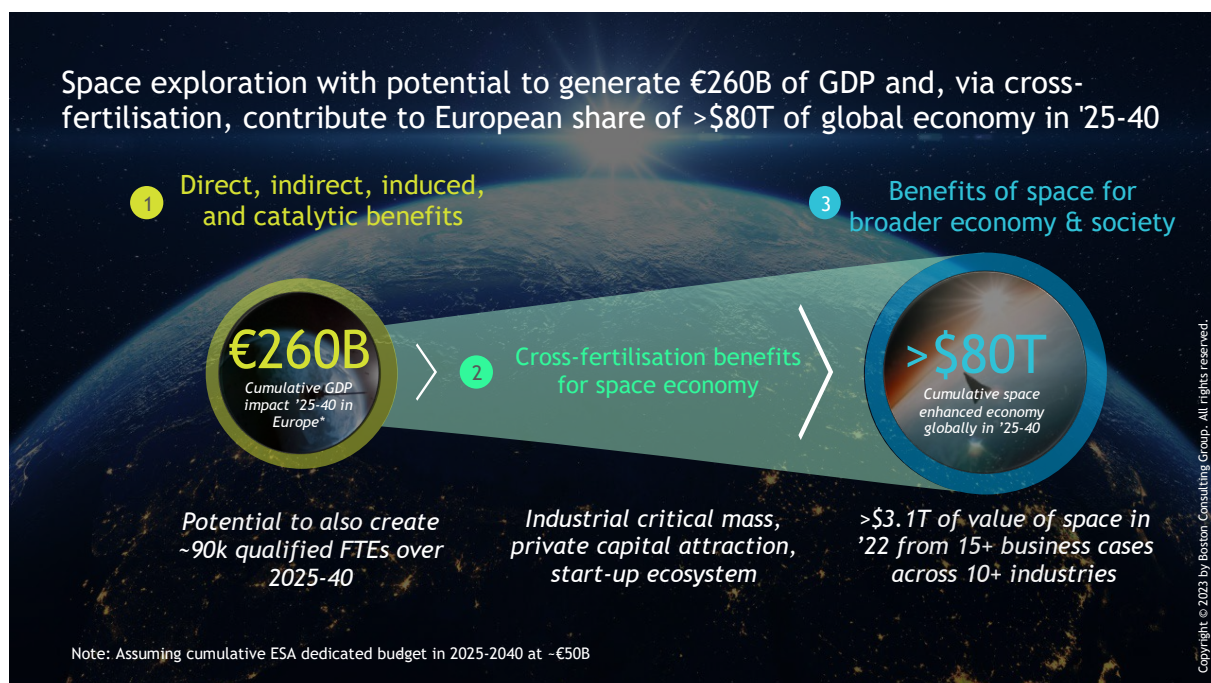 Space exploration with potential to generate €260B of GDP and, via cross-
fertilisation, contribute to European share of >$80T of global economy in '25-40
1
Direct, indirect, induced,
and catalytic benefits
3
Benefits of space for
broader economy & society
€260B
Cumulative GDP
impact ’25-40 in
Europe*
2
Cross-fertilisation benefits
for space economy
>$80T
Cumulative space
enhanced economy
globally in ’25-40
Potential to also create
~90k qualified FTEs over
2025-40
Industrial critical mass,
private capital attraction,
start-up ecosystem
>$3.1T of value of space in
’22 from 15+ business cases
across 10+ industries
Note: Assuming cumulative ESA dedicated budget in 2025-2040 at ~€50B
Copyright © 2023 by Boston Consulting Group. All rights reserved.